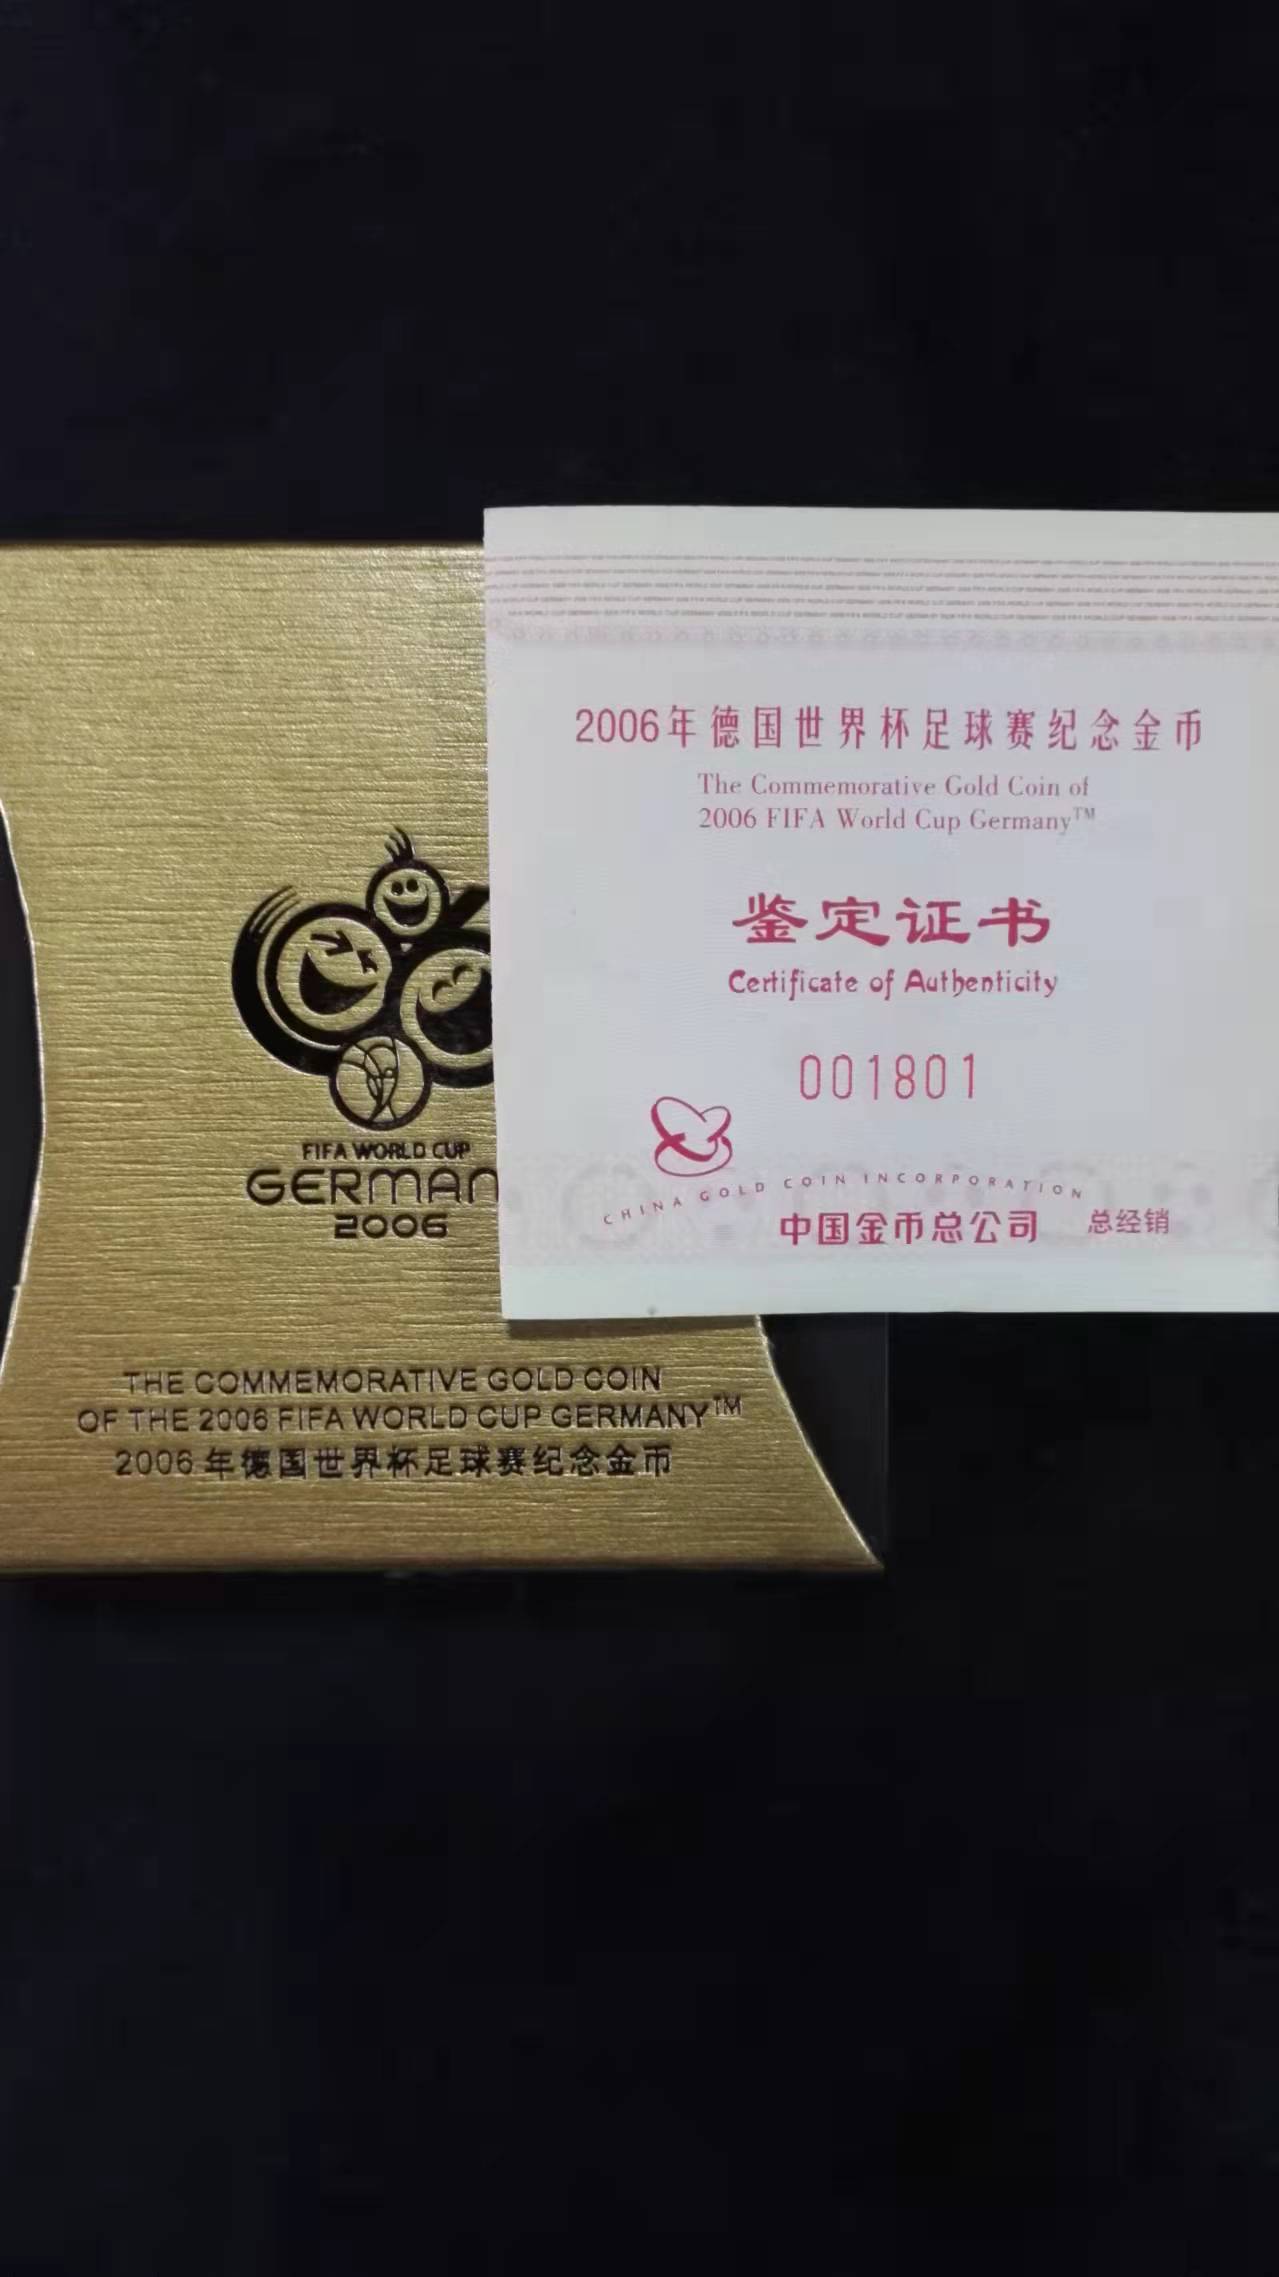 2006年德国世界杯足球赛纪念金币
The Commemorative Gold Coin of
2006 FIFA World Cup Germany™
鉴定证书
Certificate of Authenticity
001801
CHINA GOLD COIN INCORPORATION
中国金币总公司 总经销
FIFA WORLD CUP
GERMAN
2006
THE COMMEMORATIVE GOLD COIN
OF THE 2006 FIFA WORLD CUP GERMANY™
2006年德国世界杯足球赛纪念金币